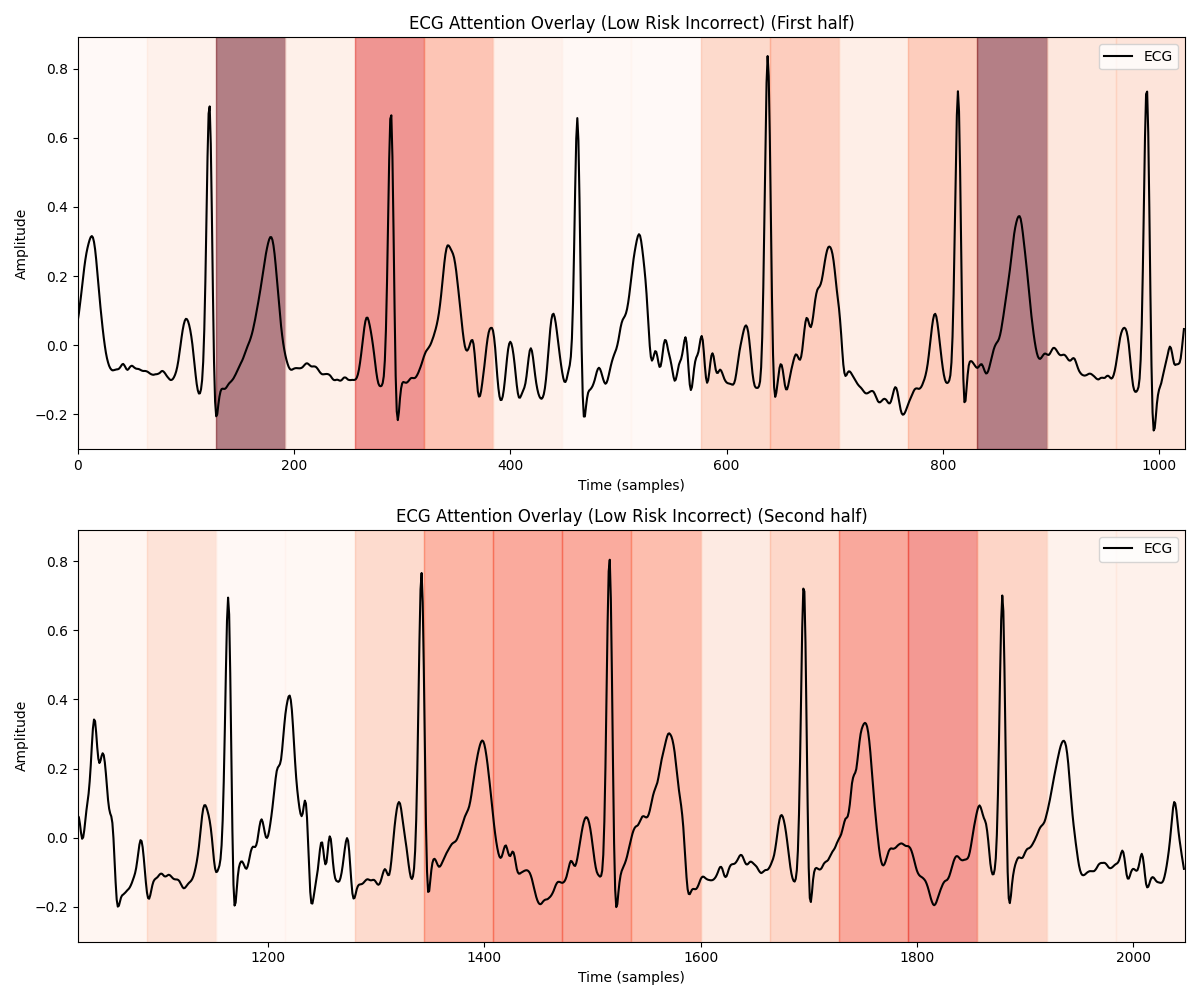 ECG Attention Overlay (Low Risk Incorrect) (First half)
ECG
Amplitude
0.8
0.6
0.4
0.2
0.0
−0.2
0 200 400 600 800 1000
Time (samples)
ECG Attention Overlay (Low Risk Incorrect) (Second half)
ECG
Amplitude
0.8
0.6
0.4
0.2
0.0
−0.2
1200 1400 1600 1800 2000
Time (samples)